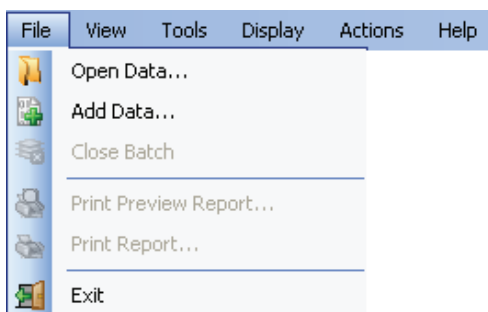 File View Tools Display Actions Help
Open Data...
Add Data...
Close Batch
Print Preview Report...
Print Report...
Exit